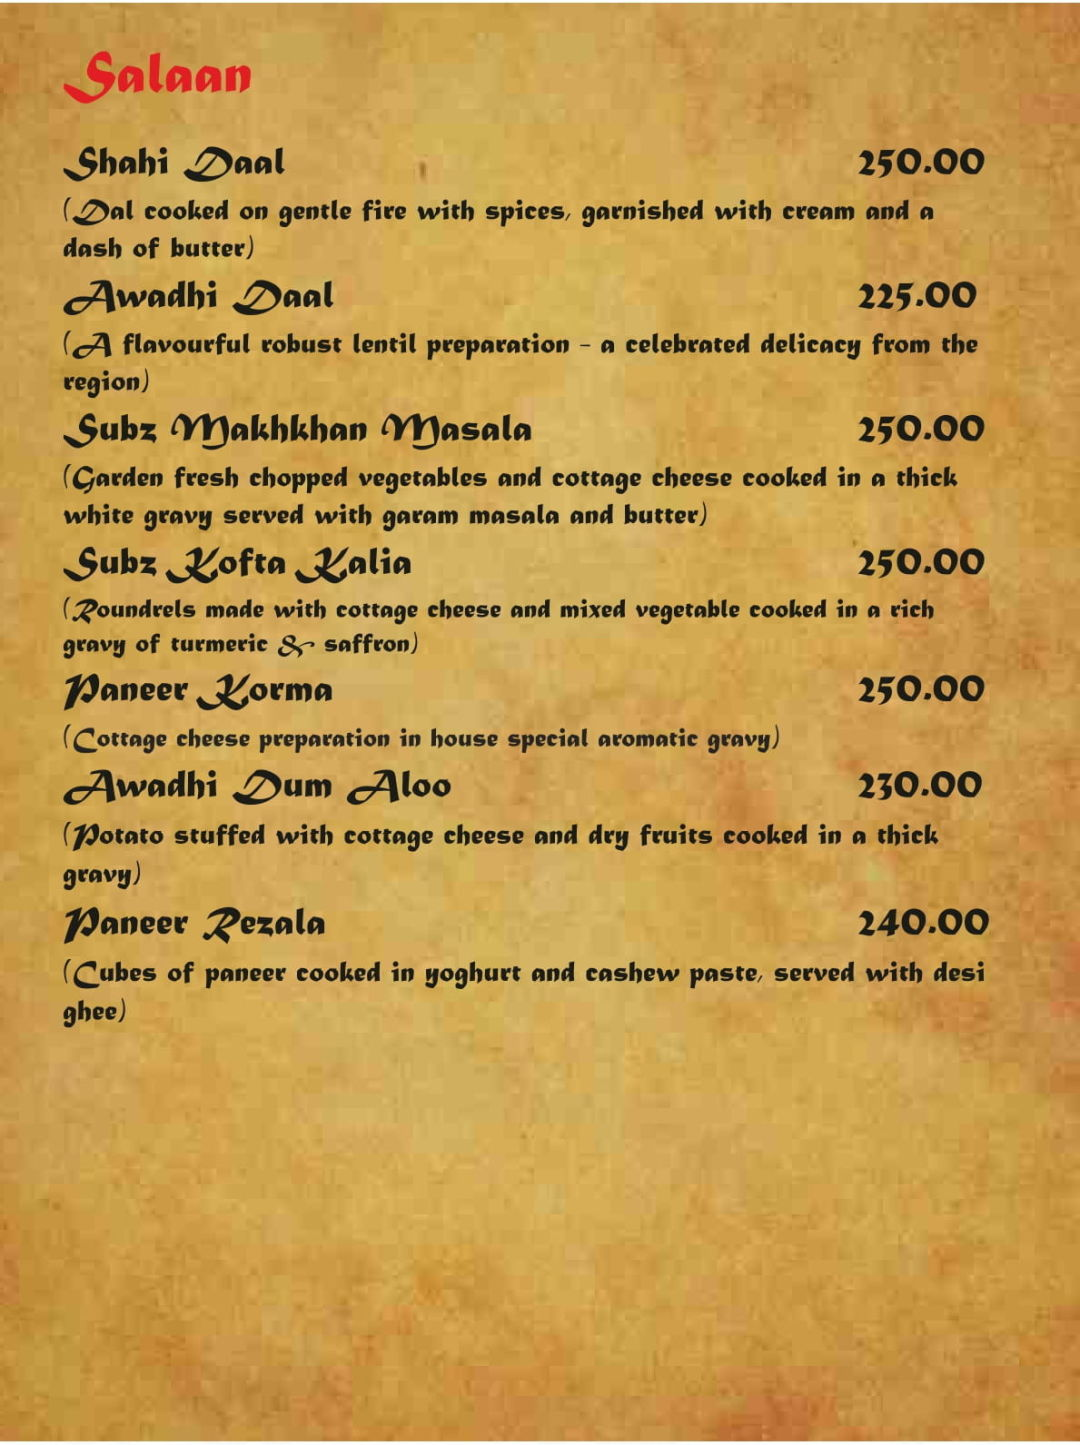 Salaan
Shahi Daal 250.00
(Dal cooked on gentle fire with spices, garnished with cream and a
dash of butter)
Awadhi Daal 225.00
(A flavourful robust lentil preparation - a celebrated delicacy from the
region)
Subz Makhkhan Masala 250.00
(Garden fresh chopped vegetables and cottage cheese cooked in a thick
white gravy served with garam masala and butter)
Subz Kofta Kalia 250.00
(Roundrels made with cottage cheese and mixed vegetable cooked in a rich
gravy of turmeric & saffron)
Paneer Korma 250.00
(Cottage cheese preparation in house special aromatic gravy)
Awadhi Dum Aloo 230.00
(Potato stuffed with cottage cheese and dry fruits cooked in a thick
gravy)
Paneer Rezala 240.00
(Cubes of paneer cooked in yoghurt and cashew paste, served with desi
ghee)